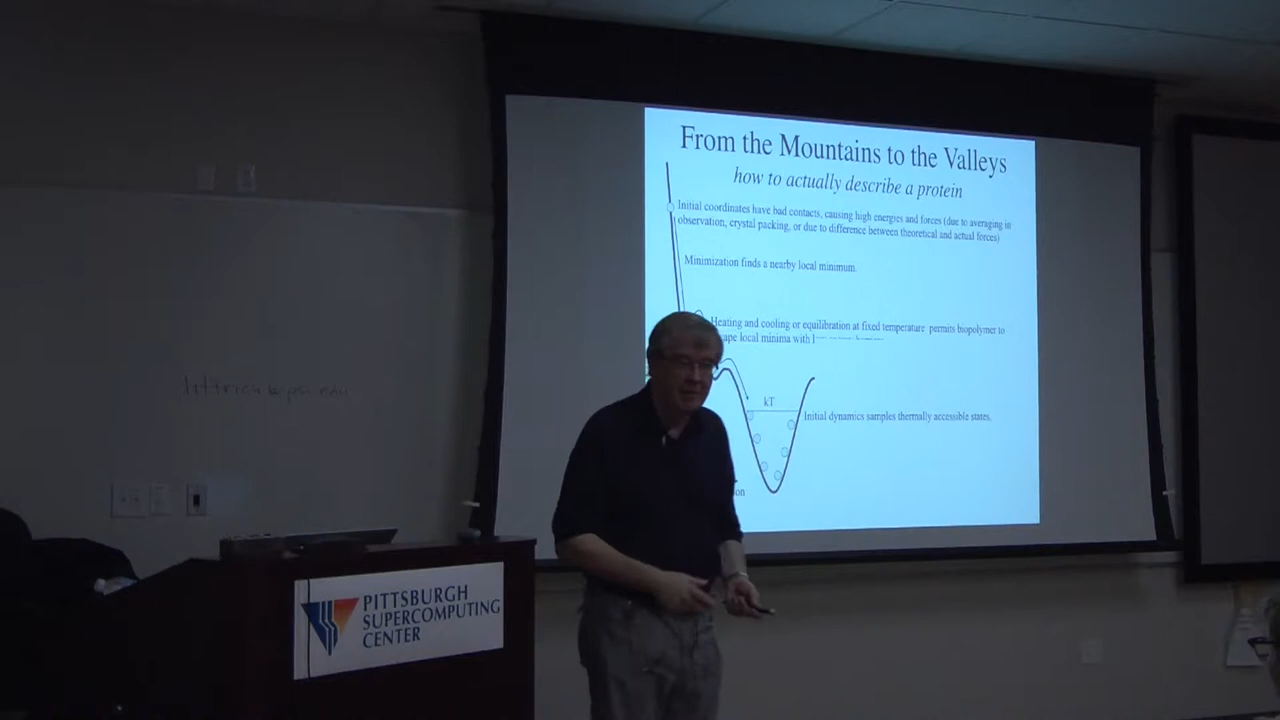 From the Mountains to the Valleys
how to actually describe a protein
Initial coordinates have bad contacts, causing high energies and forces (due to averaging in
observation, crystal packing, or due to difference between theoretical and actual forces)
Minimization finds a nearby local minimum.
Heating and cooling or equilibration at fixed temperature permits biopolymer to
ape local minima with l
kT
Initial dynamics samples thermally accessible states.
on
PITTSBURGH
SUPERCOMPUTING
CENTER